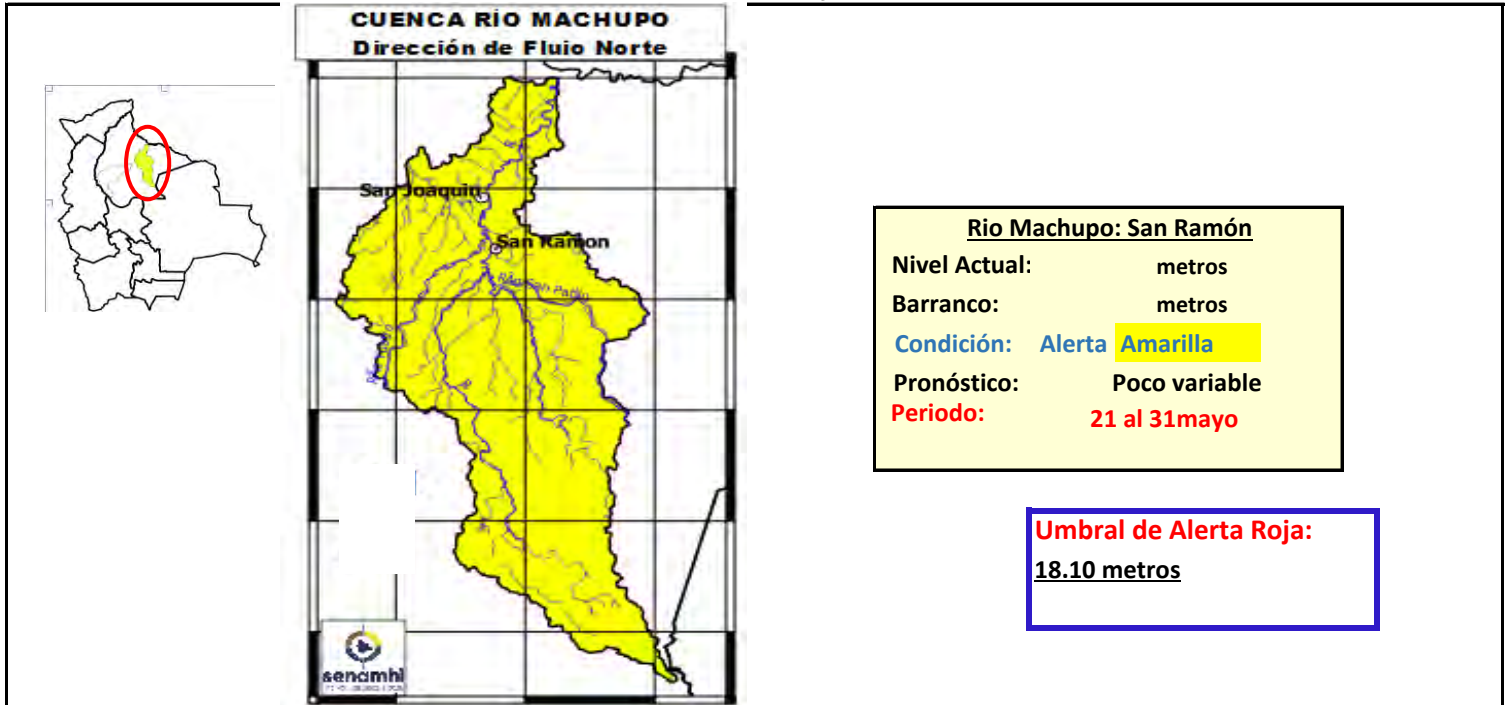 CUENCA RÍO MACHUPO
Dirección de Fluio Norte
San Joaquin
San Ramon
San Pablo
senamhi
Rio Machupo: San Ramón
Nivel Actual: metros
Barranco: metros
Condición: Alerta Amarilla
Pronóstico: Poco variable
Periodo: 21 al 31mayo
Umbral de Alerta Roja:
18.10 metros